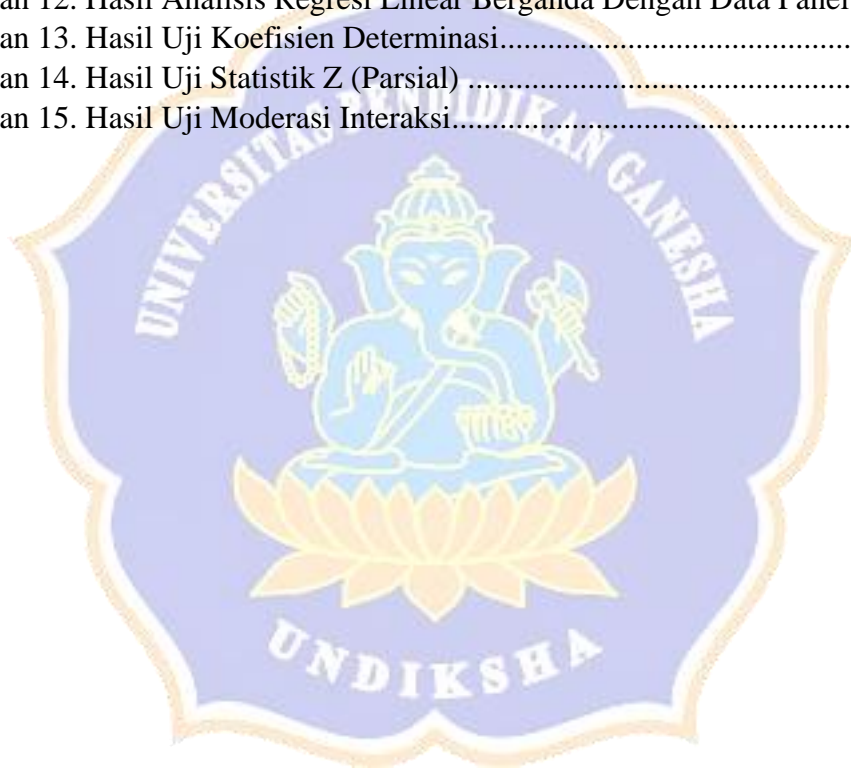 an 12. Hasil Analisis Regresi Linear Berganda Dengan Data Panel
an 13. Hasil Uji Koefisien Determinasi................................................
an 14. Hasil Uji Statistik Z (Parsial) ....................................................
an 15. Hasil Uji Moderasi Interaksi......................................................
UNIVERSITAS PENDIDIKAN GANESHA
UNDIKSHA